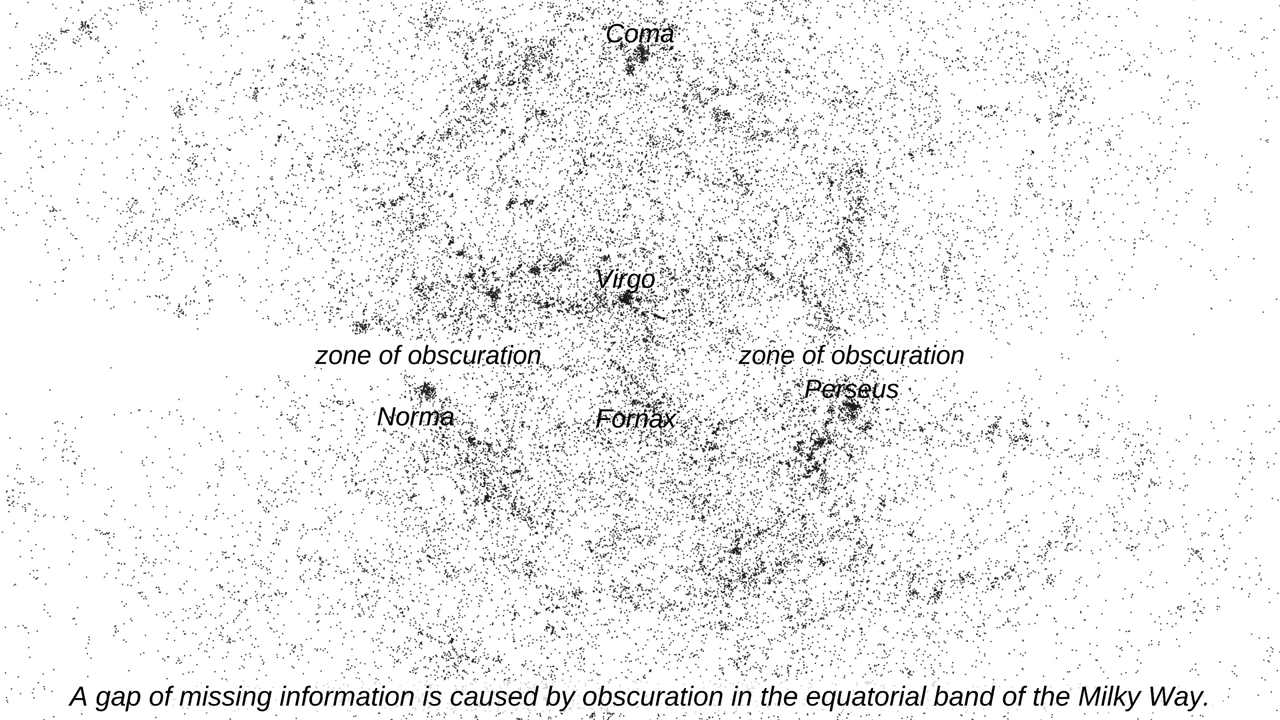 Coma
Virgo
zone of obscuration
zone of obscuration
Perseus
Norma
Fornax
A gap of missing information is caused by obscuration in the equatorial band of the Milky Way.